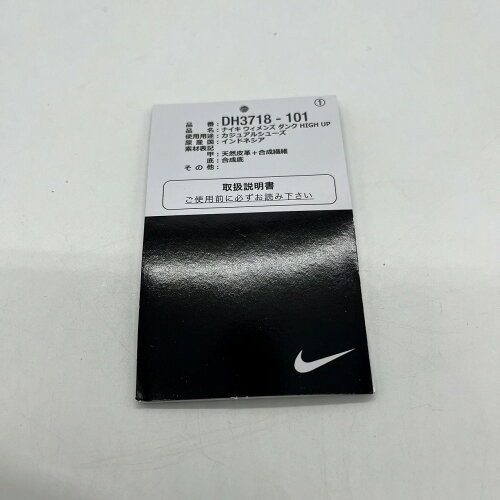 ①
品 番 : DH3718 - 101
品 名 : ナイキ ウィメンズ ダンク HIGH UP
使用用途 : カジュアルシューズ
原 産 国 : インドネシア
素材表記
甲 : 天然皮革＋合成繊維
底 : 合成底
そ の 他 :
取扱説明書
ご使用前に必ずお読み下さい